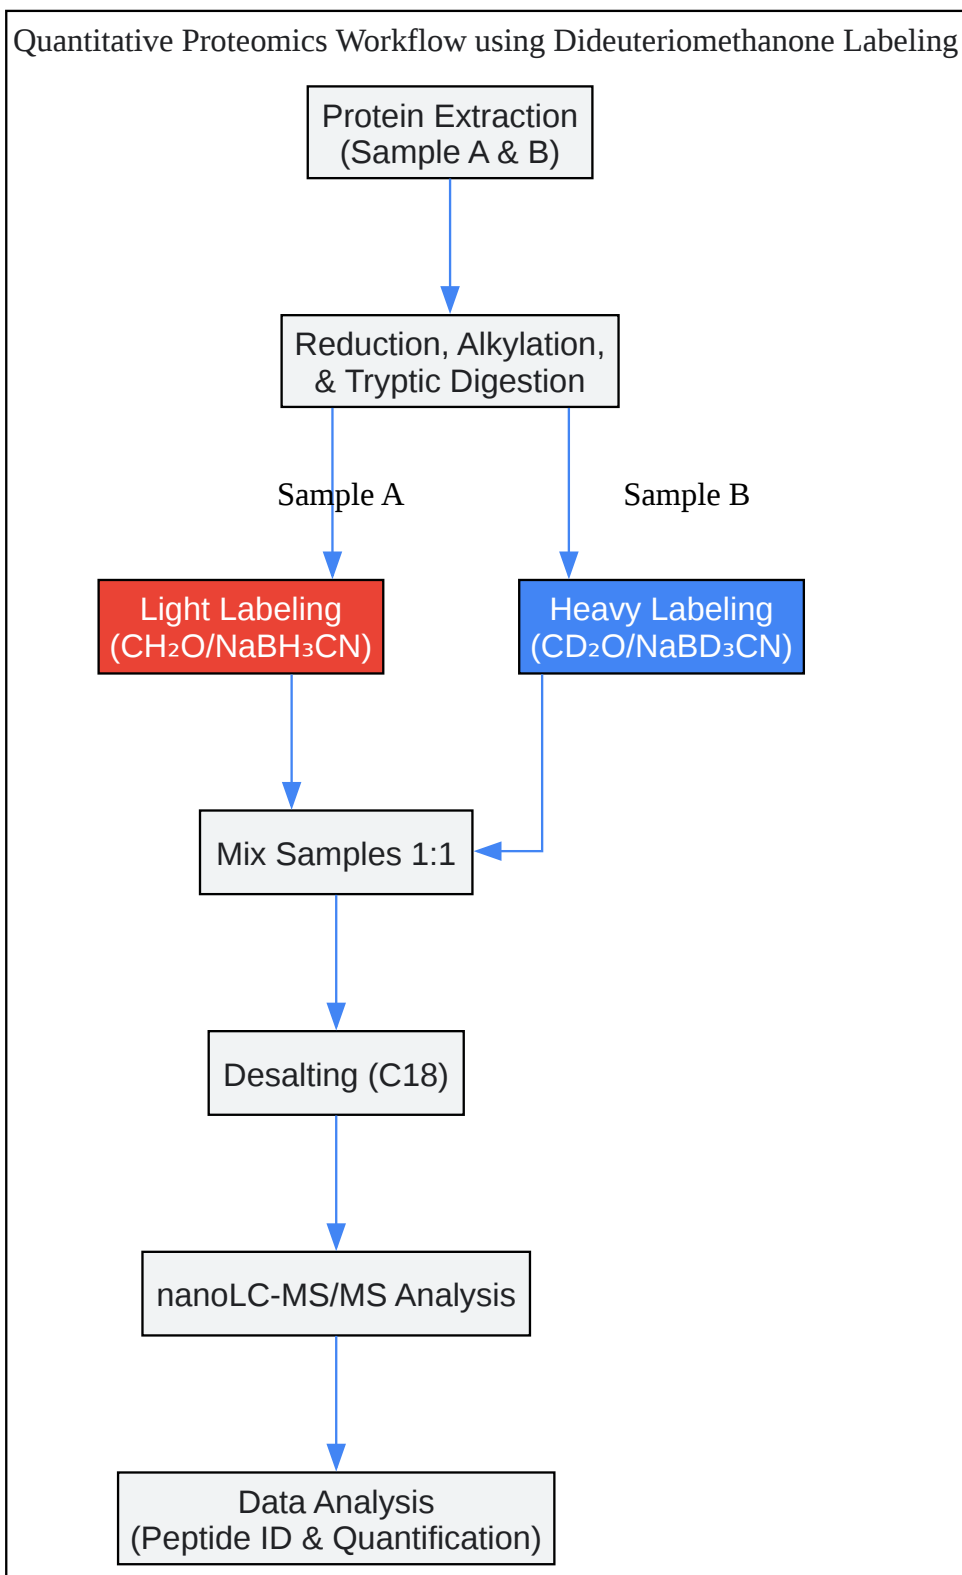 Quantitative Proteomics Workflow using Dideuteriomethanone Labeling
Protein Extraction
(Sample A & B)
Reduction, Alkylation,
& Tryptic Digestion
Sample A
Sample B
Light Labeling
(CH₂O/NaBH₃CN)
Heavy Labeling
(CD₂O/NaBD₃CN)
Mix Samples 1:1
Desalting (C18)
nanoLC-MS/MS Analysis
Data Analysis
(Peptide ID & Quantification)